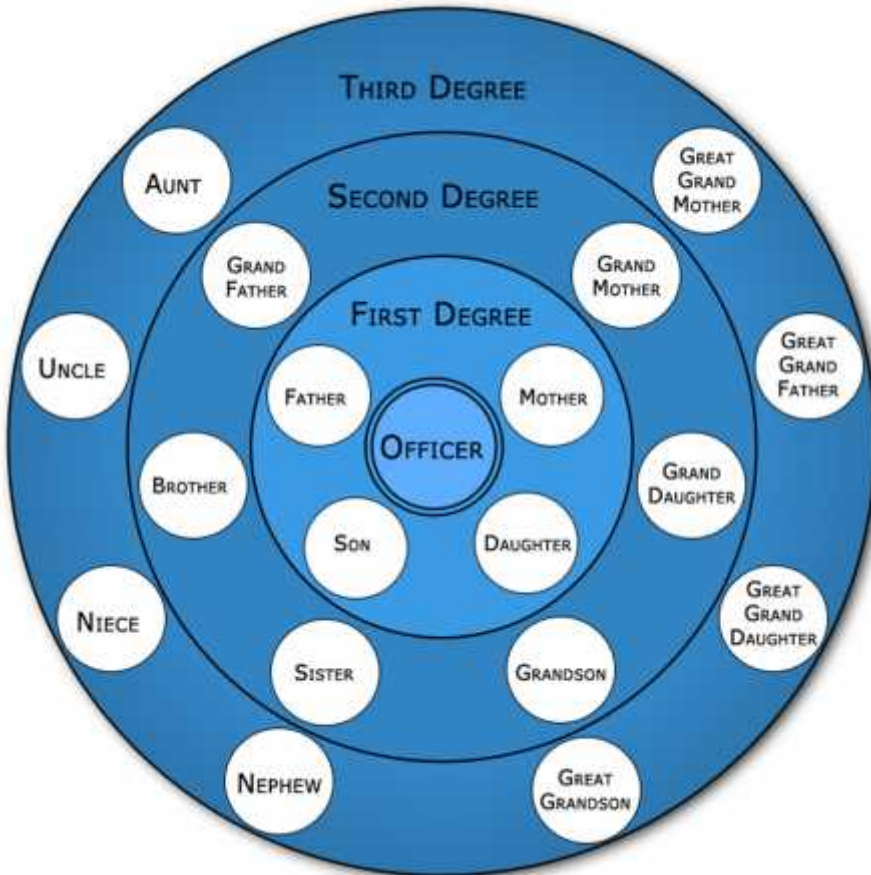 THIRD DEGREE
AUNT
GREAT
GRAND
MOTHER
SECOND DEGREE
GRAND
FATHER
GRAND
MOTHER
FIRST DEGREE
UNCLE
GREAT
GRAND
FATHER
FATHER
MOTHER
OFFICER
BROTHER
GRAND
DAUGHTER
SON
DAUGHTER
NIECE
GREAT
GRAND
DAUGHTER
SISTER
GRANDSON
NEPHEW
GREAT
GRANDSON